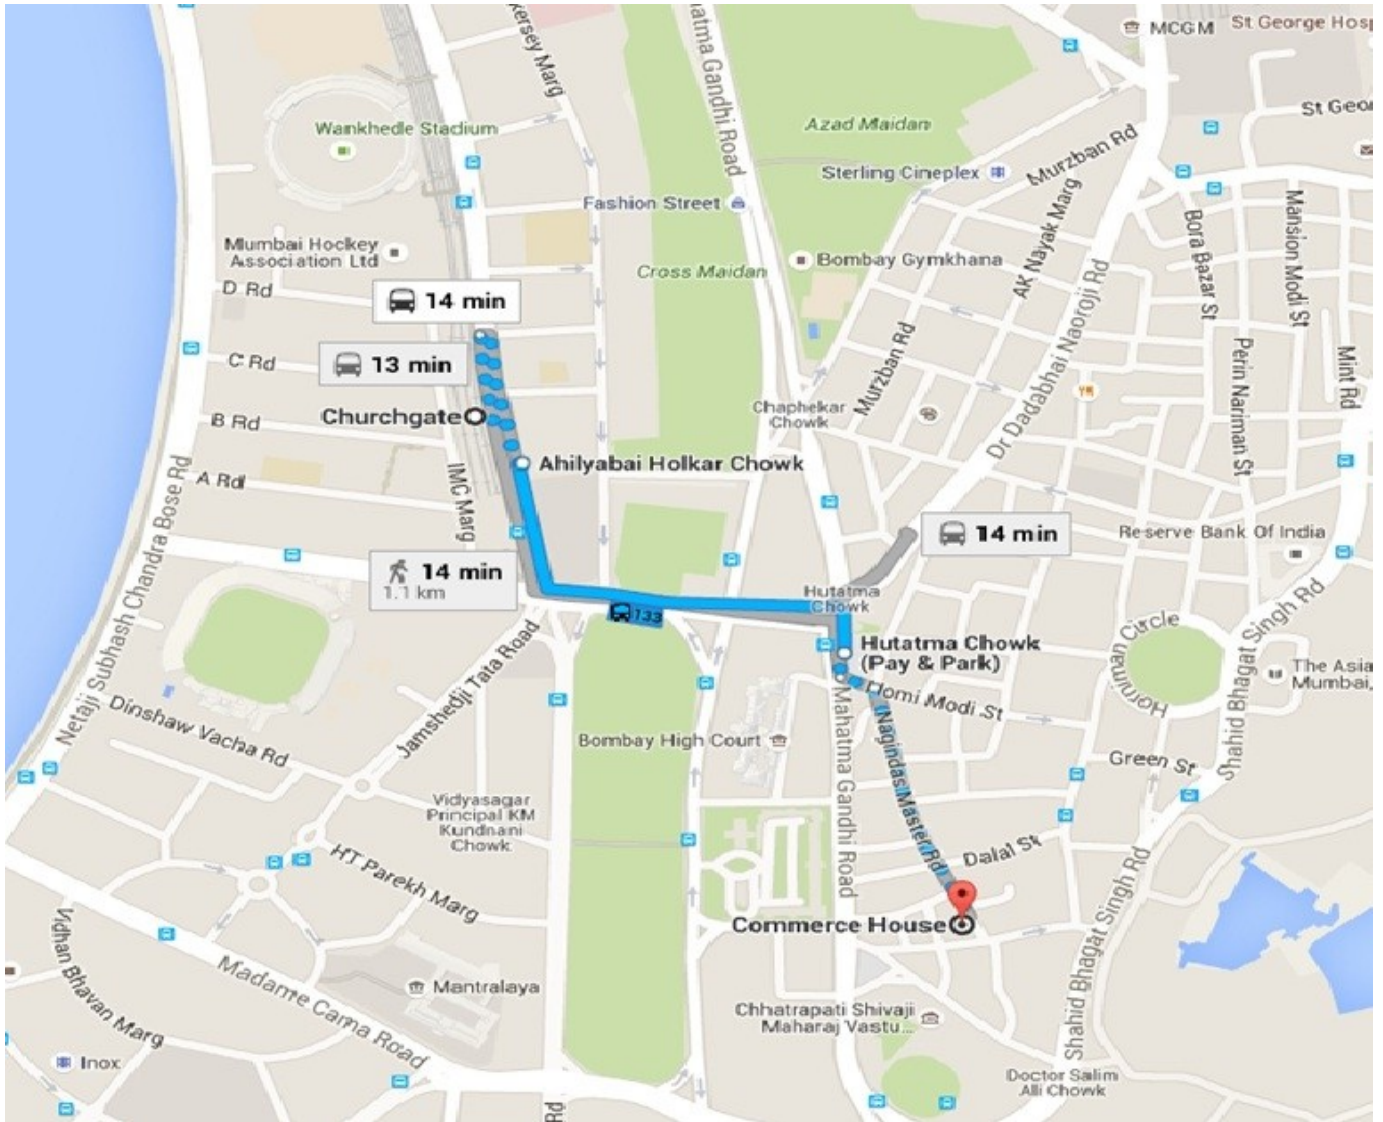 kersey Marg
hatma Gandhi Road
MCGM
St George Hosp
St Geor
Wankhede Stadium
Azad Maidan
Murzban Rd
Sterling Cineplex
Fashion Street
AK Nayak Marg
Bora Bazar St
Mansion Modi St
Mumbai Hockey
Association Ltd
Cross Maidan
Bombay Gymkhana
D Rd
14 min
Dr Dadabhai Naoroji Rd
Murzban Rd
Perin Nariman St
Mint Rd
C Rd
13 min
Churchgate
Chaphekar
Chowk
B Rd
Ahilyabai Holkar Chowk
A Rd
IMC Marg
14 min
Reserve Bank Of India
14 min
1.1 km
Hutatma
Chowk
133
Netaji Subhash Chandra Bose Rd
Jamshedji Tata Road
Hutatma Chowk
(Pay & Park)
Horniman Circle
Shahid Bhagat Singh Rd
The Asia
Mumbai,
Homi Modi St
Dinshaw Vacha Rd
Bombay High Court
Mahatma Gandhi Road
Nagindas Master Rd
Green St
Vidyasagar
Principal KM
Kundnani
Chowk
HT Parekh Marg
Dalal St
Commerce House
Shahid Bhagat Singh Rd
Vidhan Bhavan Marg
Madame Cama Road
Mantralaya
Chhatrapati Shivaji
Maharaj Vastu...
Inox
Doctor Salim
Ali Chowk
Rd